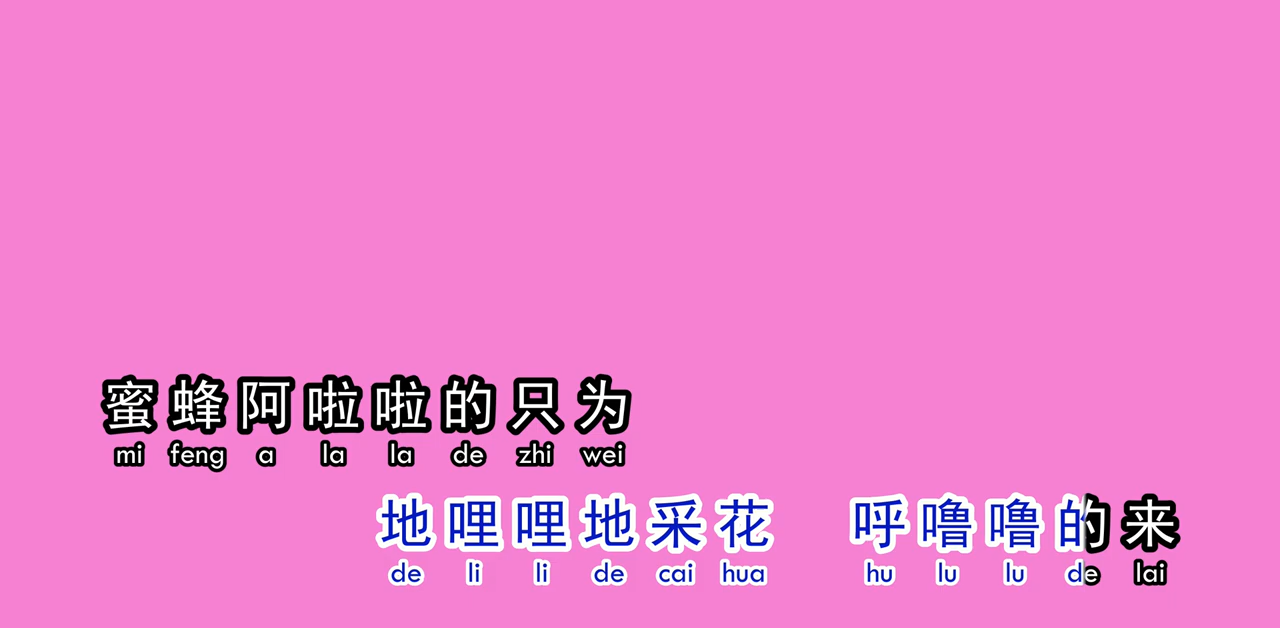 蜜蜂阿啦啦的只为
mi feng a la la de zhi wei
地哩哩地采花 呼噜噜的来
de li li de cai hua hu lu lu de lai